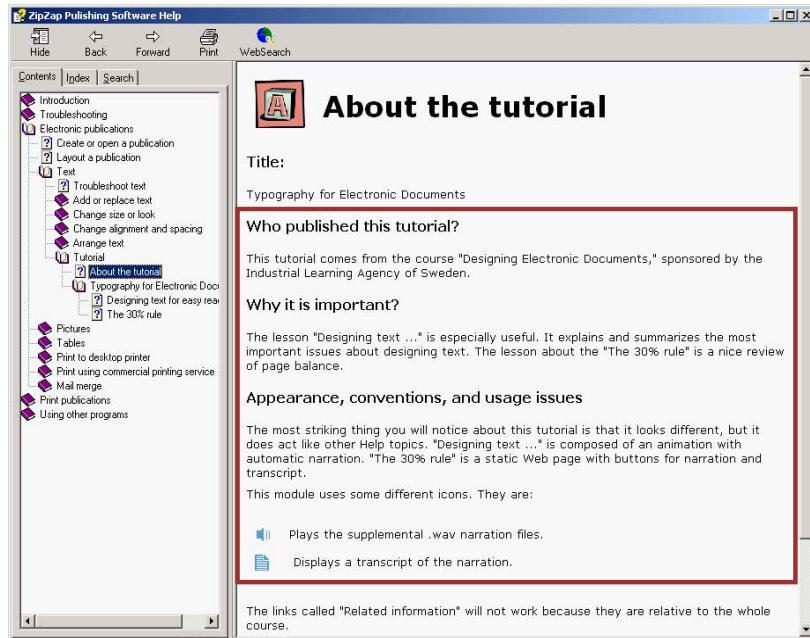 ZipZap Pulishing Software Help
Hide Back Forward Print WebSearch
Contents Index Search
Introduction
Troubleshooting
Electronic publications
Create or open a publication
Layout a publication
Text
Troubleshoot text
Add or replace text
Change size or look
Change alignment and spacing
Arrange text
Tutorial
About the tutorial
Typography for Electronic Docu
Designing text for easy rea
The 30% rule
Pictures
Tables
Print to desktop printer
Print using commercial printing service
Mail merge
Print publications
Using other programs
A About the tutorial
Title:
Typography for Electronic Documents
Who published this tutorial?
This tutorial comes from the course "Designing Electronic Documents," sponsored by the
Industrial Learning Agency of Sweden.
Why it is important?
The lesson "Designing text ..." is especially useful. It explains and summarizes the most
important issues about designing text. The lesson about the "The 30% rule" is a nice review
of page balance.
Appearance, conventions, and usage issues
The most striking thing you will notice about this tutorial is that it looks different, but it
does act like other Help topics. "Designing text ..." is composed of an animation with
automatic narration. "The 30% rule" is a static Web page with buttons for narration and
transcript.
This module uses some different icons. They are:
Plays the supplemental .wav narration files.
Displays a transcript of the narration.
The links called "Related information" will not work because they are relative to the whole
course.